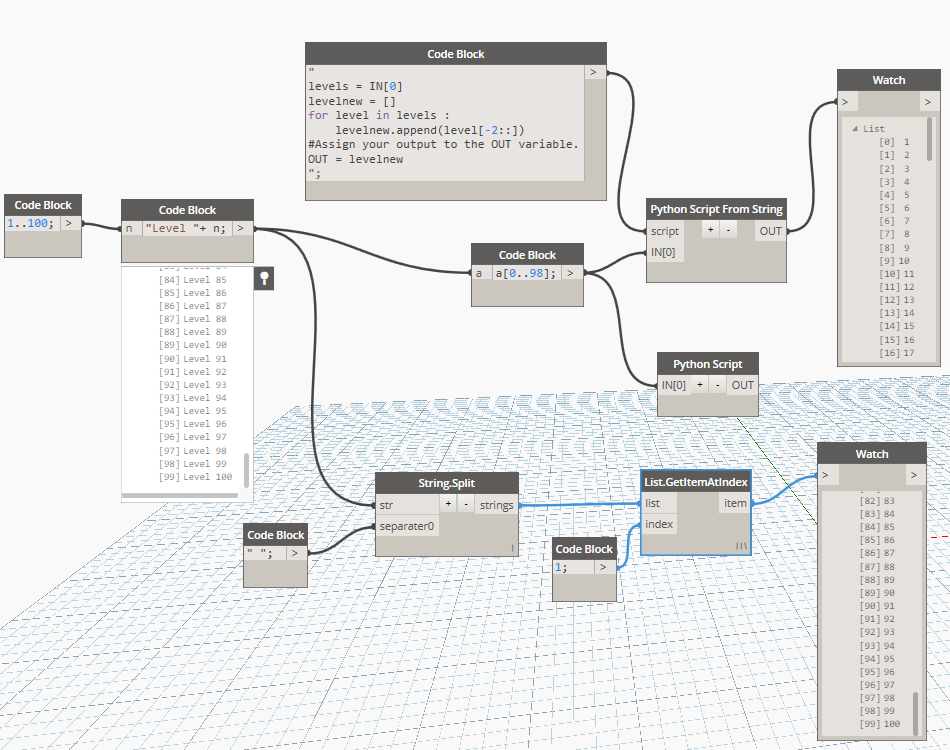 Code Block
"
levels = IN[0]
levelnew = []
for level in levels :
levelnew.append(level[-2::])
#Assign your output to the OUT variable.
OUT = levelnew
";
>
Watch
> >
List
[0] 1
[1] 2
[2] 3
[3] 4
[4] 5
[5] 6
[6] 7
[7] 8
[8] 9
[9] 10
[10] 11
[11] 12
[12] 13
[13] 14
[14] 15
[15] 16
[16] 17
Code Block
1..100; >
Code Block
n "Level "+ n; >
[84] Level 85
[85] Level 86
[86] Level 87
[87] Level 88
[88] Level 89
[89] Level 90
[90] Level 91
[91] Level 92
[92] Level 93
[93] Level 94
[94] Level 95
[95] Level 96
[96] Level 97
[97] Level 98
[98] Level 99
[99] Level 100
Python Script From String
script + - OUT
IN[0]
Code Block
a a[0..98]; >
Python Script
IN[0] + - OUT
String.Split
str + - strings
separater0
Code Block
" "; >
List.GetItemAtIndex
list item
index
Code Block
1; >
Watch
> >
[82] 83
[83] 84
[84] 85
[85] 86
[86] 87
[87] 88
[88] 89
[89] 90
[90] 91
[91] 92
[92] 93
[93] 94
[94] 95
[95] 96
[96] 97
[97] 98
[98] 99
[99] 100